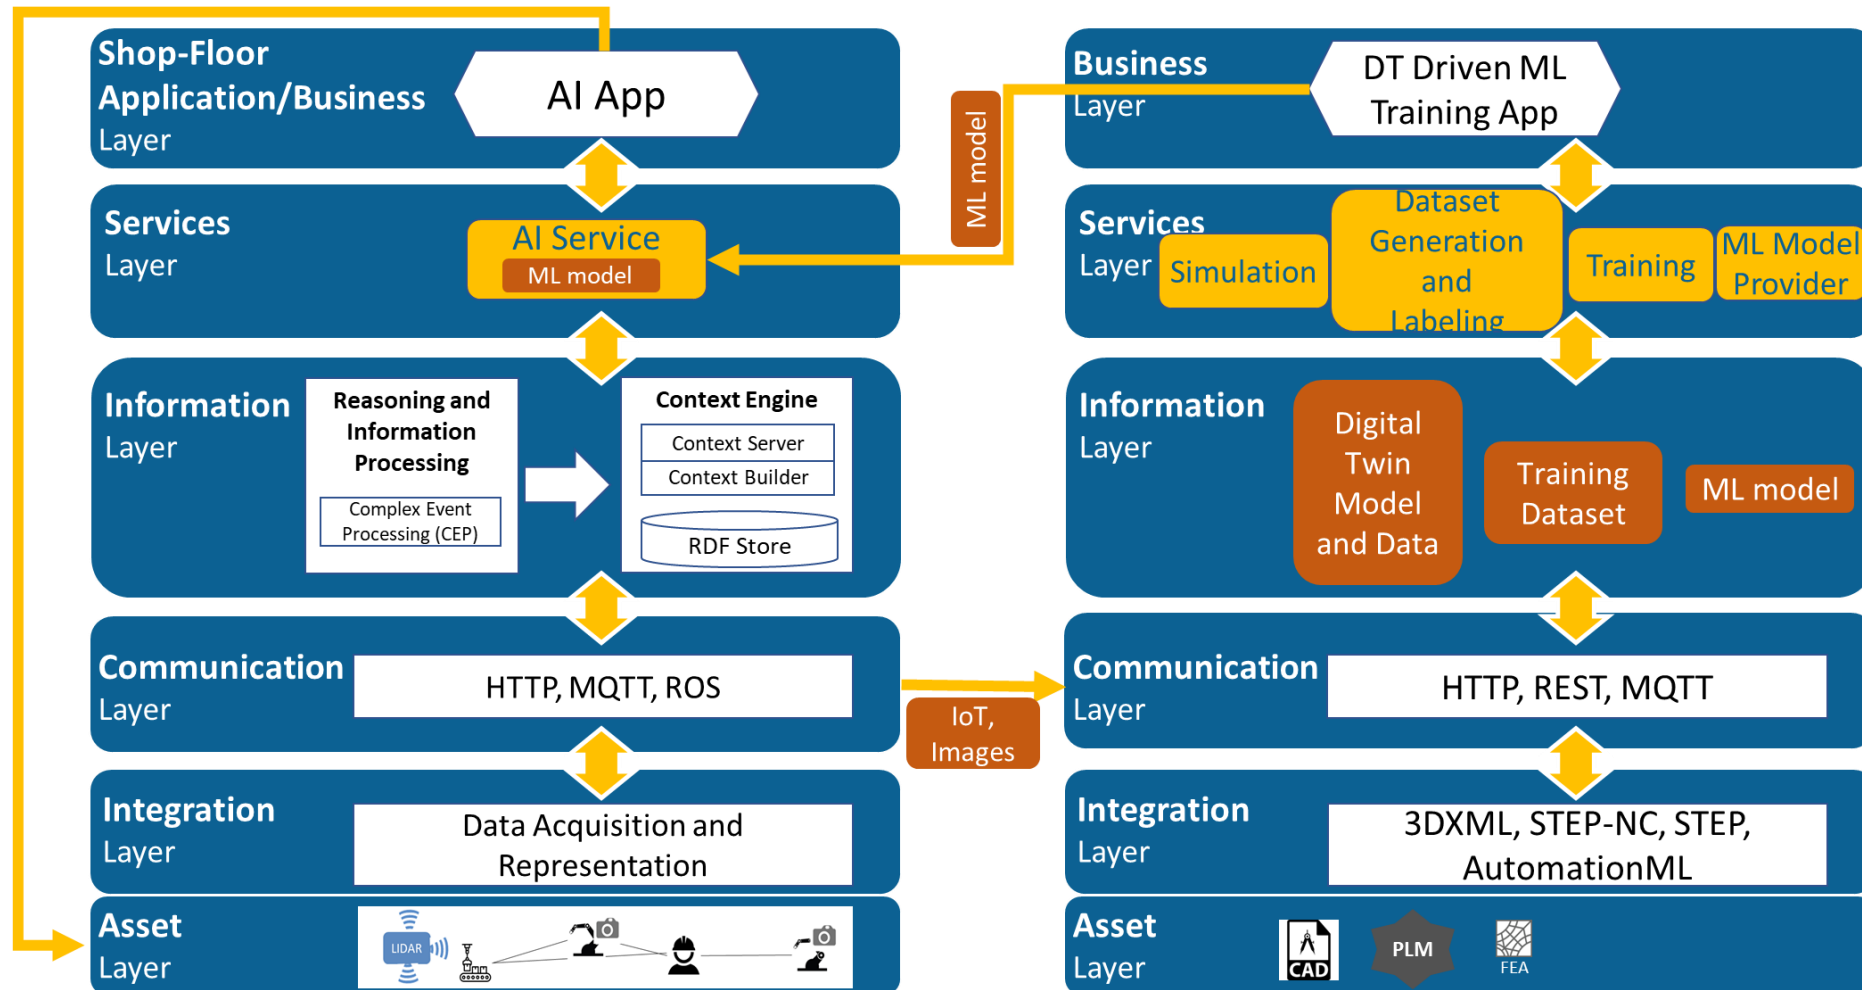 Shop-Floor
Application/Business
Layer
AI App
Services
Layer
AI Service
ML model
Information
Layer
Reasoning and
Information
Processing
Complex Event
Processing (CEP)
Context Engine
Context Server
Context Builder
RDF Store
Communication
Layer
HTTP, MQTT, ROS
Integration
Layer
Data Acquisition and
Representation
Asset
Layer
LIDAR
ML model
IoT,
Images
Business
Layer
DT Driven ML
Training App
Services
Layer
Simulation
Dataset
Generation
and
Labeling
Training
ML Model
Provider
Information
Layer
Digital
Twin
Model
and Data
Training
Dataset
ML model
Communication
Layer
HTTP, REST, MQTT
Integration
Layer
3DXML, STEP-NC, STEP,
AutomationML
Asset
Layer
CAD
PLM
FEA